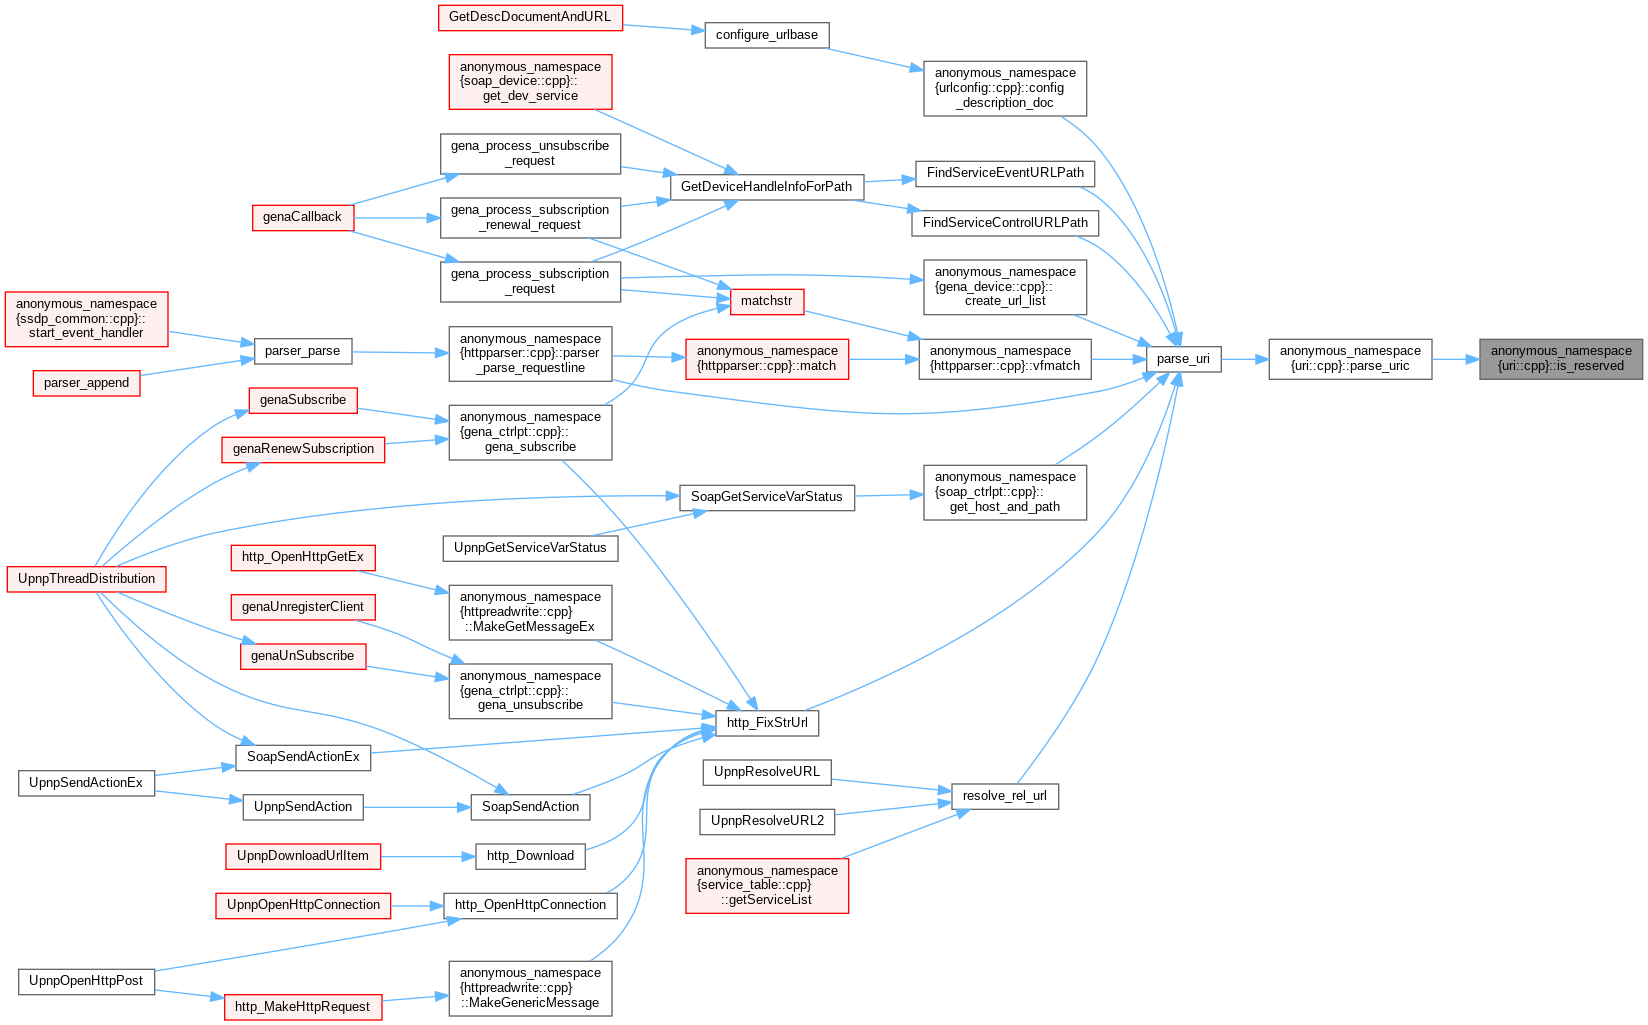 GetDescDocumentAndURL
configure_urlbase
anonymous_namespace
{soap_device::cpp}::
get_dev_service
anonymous_namespace
{urlconfig::cpp}::config
_description_doc
gena_process_unsubscribe
_request
GetDeviceHandleInfoForPath
FindServiceEventURLPath
genaCallback
gena_process_subscription
_renewal_request
FindServiceControlURLPath
gena_process_subscription
_request
anonymous_namespace
{gena_device::cpp}::
create_url_list
matchstr
anonymous_namespace
{ssdp_common::cpp}::
start_event_handler
parser_parse
anonymous_namespace
{httpparser::cpp}::parser
_parse_requestline
anonymous_namespace
{httpparser::cpp}::match
anonymous_namespace
{httpparser::cpp}::vfmatch
parse_uri
anonymous_namespace
{uri::cpp}::parse_uric
anonymous_namespace
{uri::cpp}::is_reserved
parser_append
genaSubscribe
anonymous_namespace
{gena_ctrlpt::cpp}::
gena_subscribe
genaRenewSubscription
SoapGetServiceVarStatus
anonymous_namespace
{soap_ctrlpt::cpp}::
get_host_and_path
UpnpGetServiceVarStatus
UpnpThreadDistribution
http_OpenHttpGetEx
anonymous_namespace
{httpreadwrite::cpp}
::MakeGetMessageEx
genaUnregisterClient
genaUnSubscribe
anonymous_namespace
{gena_ctrlpt::cpp}::
gena_unsubscribe
http_FixStrUrl
SoapSendActionEx
UpnpSendActionEx
UpnpSendAction
SoapSendAction
UpnpResolveURL
resolve_rel_url
UpnpResolveURL2
UpnpDownloadUrlItem
http_Download
anonymous_namespace
{service_table::cpp}
::getServiceList
UpnpOpenHttpConnection
http_OpenHttpConnection
UpnpOpenHttpPost
http_MakeHttpRequest
anonymous_namespace
{httpreadwrite::cpp}
::MakeGenericMessage